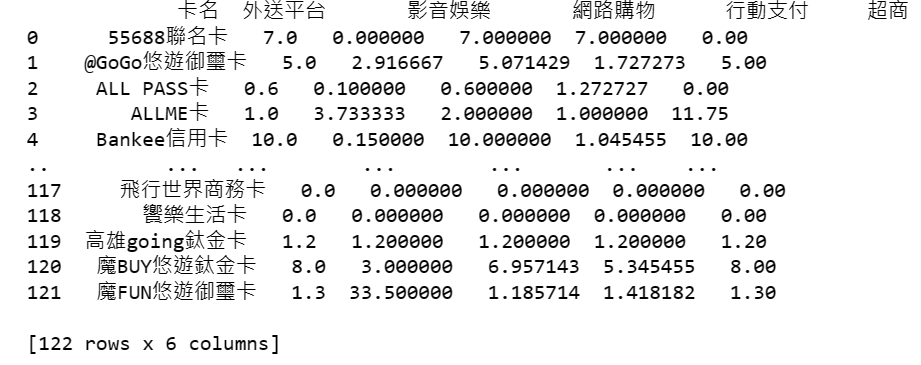 卡名 外送平台 影音娛樂 網路購物 行動支付 超商
0 55688聯名卡 7.0 0.000000 7.000000 7.000000 0.00
1 @GoGo悠遊御璽卡 5.0 2.916667 5.071429 1.727273 5.00
2 ALL PASS卡 0.6 0.100000 0.600000 1.272727 0.00
3 ALLME卡 1.0 3.733333 2.000000 1.000000 11.75
4 Bankee信用卡 10.0 0.150000 10.000000 1.045455 10.00
.. ... ... ... ... ... ...
117 飛行世界商務卡 0.0 0.000000 0.000000 0.000000 0.00
118 饗樂生活卡 0.0 0.000000 0.000000 0.000000 0.00
119 高雄going鈦金卡 1.2 1.200000 1.200000 1.200000 1.20
120 魔BUY悠遊鈦金卡 8.0 3.000000 6.957143 5.345455 8.00
121 魔FUN悠遊御璽卡 1.3 33.500000 1.185714 1.418182 1.30
[122 rows x 6 columns]